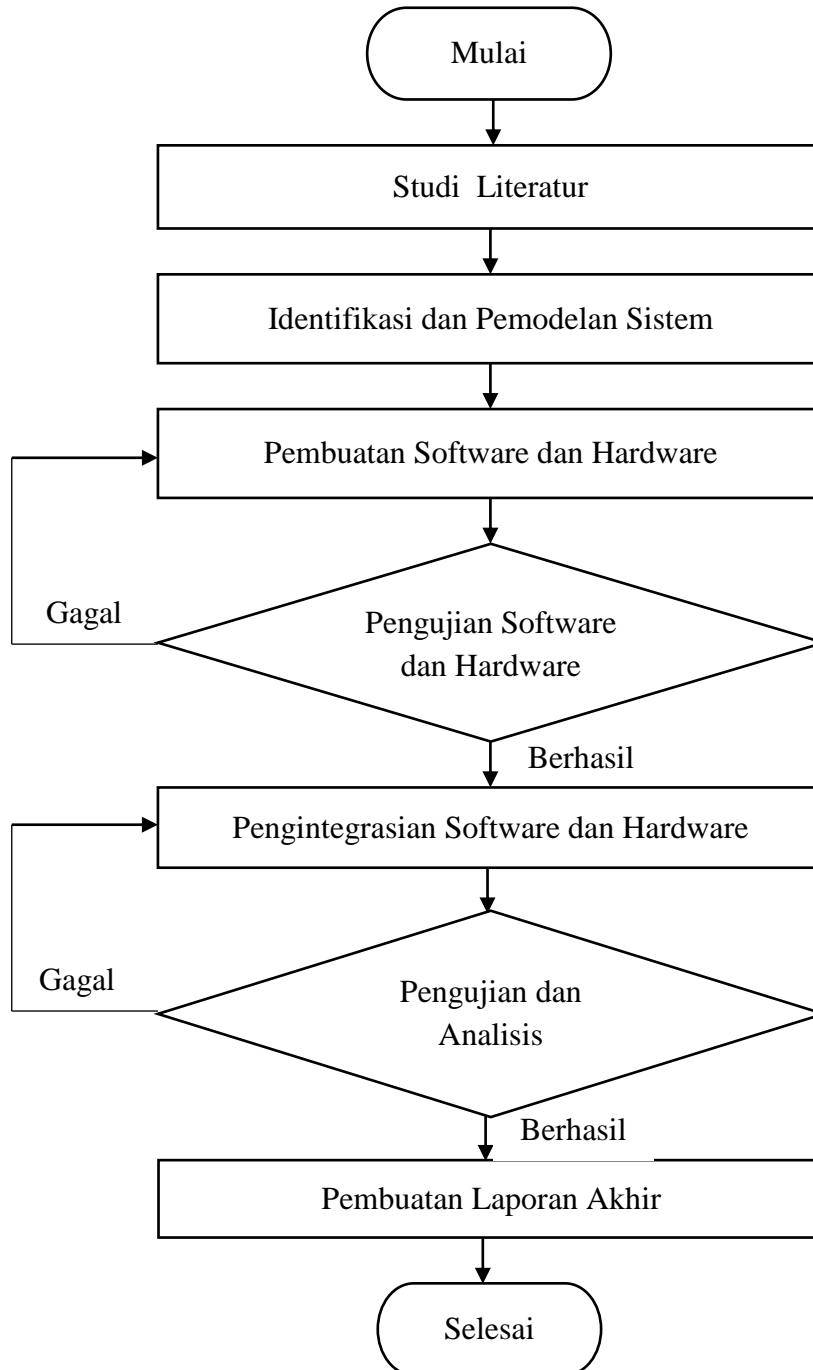 Mulai
Studi Literatur
Identifikasi dan Pemodelan Sistem
Pembuatan Software dan Hardware
Gagal
Pengujian Software
dan Hardware
Berhasil
Pengintegrasian Software dan Hardware
Gagal
Pengujian dan
Analisis
Berhasil
Pembuatan Laporan Akhir
Selesai